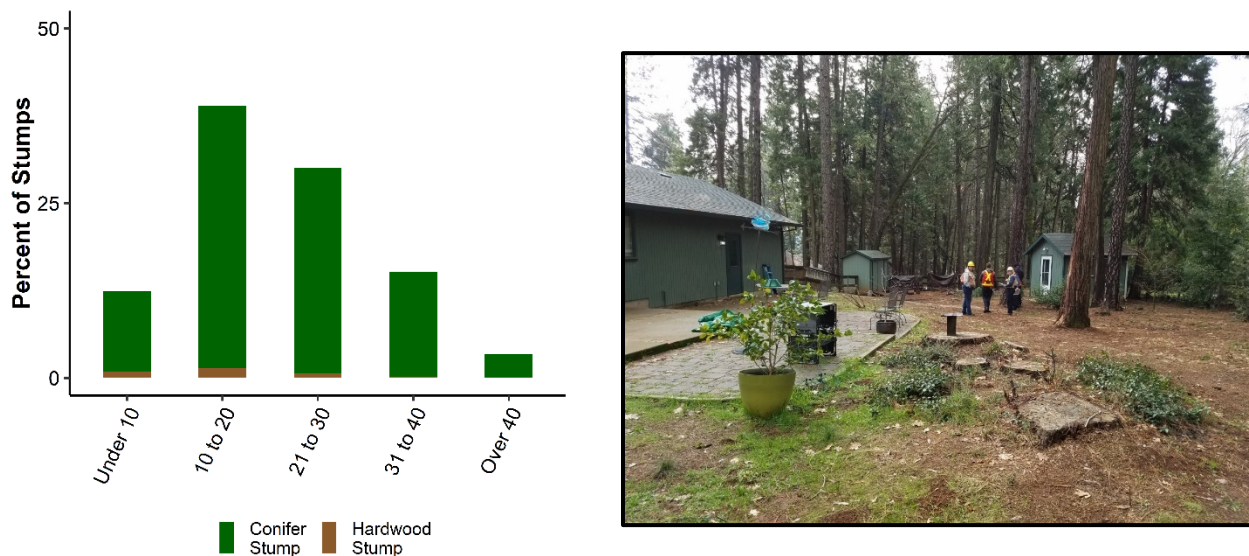 50
25
0
Percent of Stumps
Under 10
10 to 20
21 to 30
31 to 40
Over 40
Conifer
Stump
Hardwood
Stump